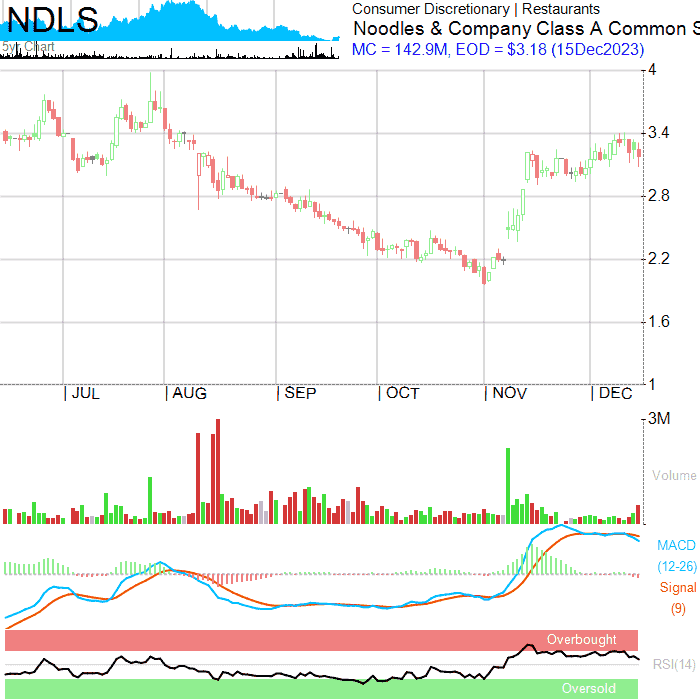 NDLS
5yr Chart
Consumer Discretionary | Restaurants
Noodles & Company Class A Common S
MC = 142.9M, EOD = $3.18 (15Dec2023)
4
3.4
2.8
2.2
1.6
1
| JUL | AUG | SEP | OCT | NOV | DEC
3M
Volume
MACD
(12-26)
Signal
(9)
Overbought
RSI(14)
Oversold